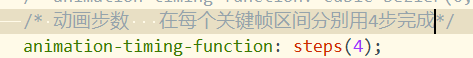 /* 动画步数   在每个关键帧区间分别用4步完成*/
animation-timing-function: steps(4);